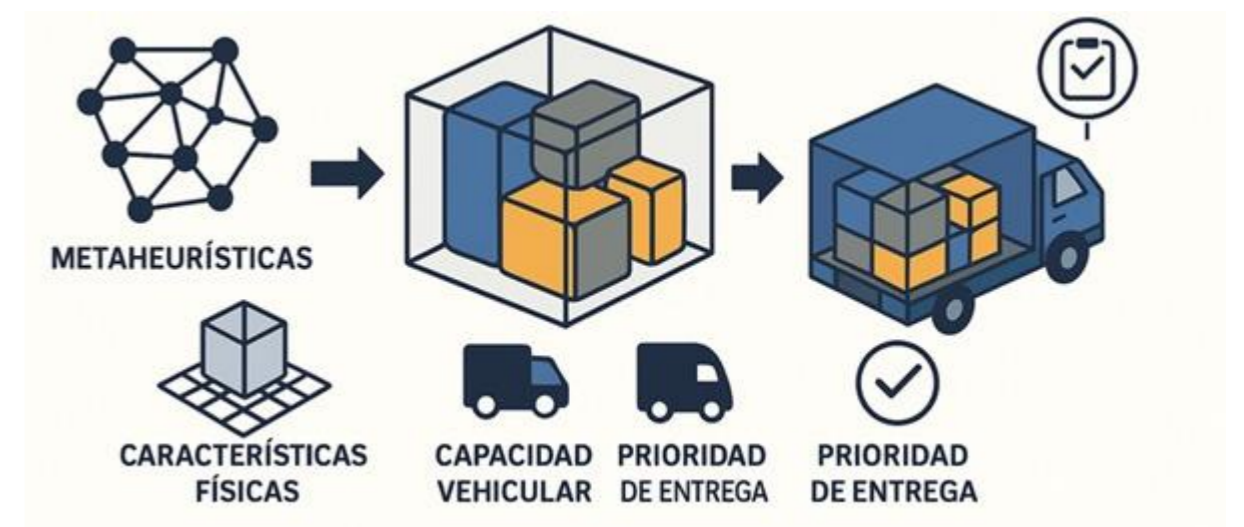 METAHEURÍSTICAS
CARACTERÍSTICAS
FÍSICAS
CAPACIDAD
VEHICULAR
PRIORIDAD
DE ENTREGA
PRIORIDAD
DE ENTREGA